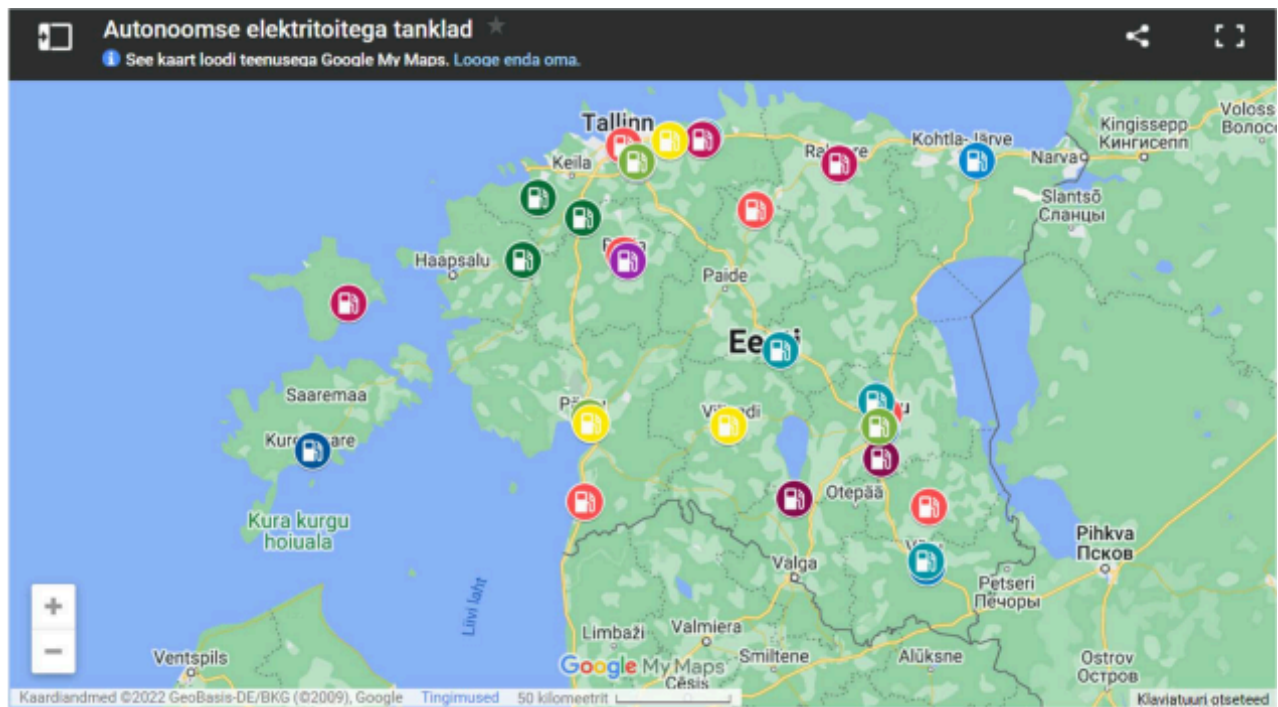 Autonoomse elektritoitega tanklad
See kaart loodi teenusega Google My Maps. Looge enda oma.
Tallinn
Keila
Kohtla-Järve
Narva
Kingissepp
Кингисепп
Voloss
Волосо
Slantsõ
Сланцы
Haapsalu
Paide
Saaremaa
Otepää
Kura kurgu
hoiuala
Liivi laht
Valga
Pihkva
Псков
Petseri
Печоры
Limbaži
Valmiera
Smiltene
Alūksne
Ventspils
Cēsis
Ostrov
Остров
Google My Maps
Kaardiandmed ©2022 GeoBasis-DE/BKG (©2009), Google Tingimused 50 kilomeetrit
Klaviatuuri otseteed